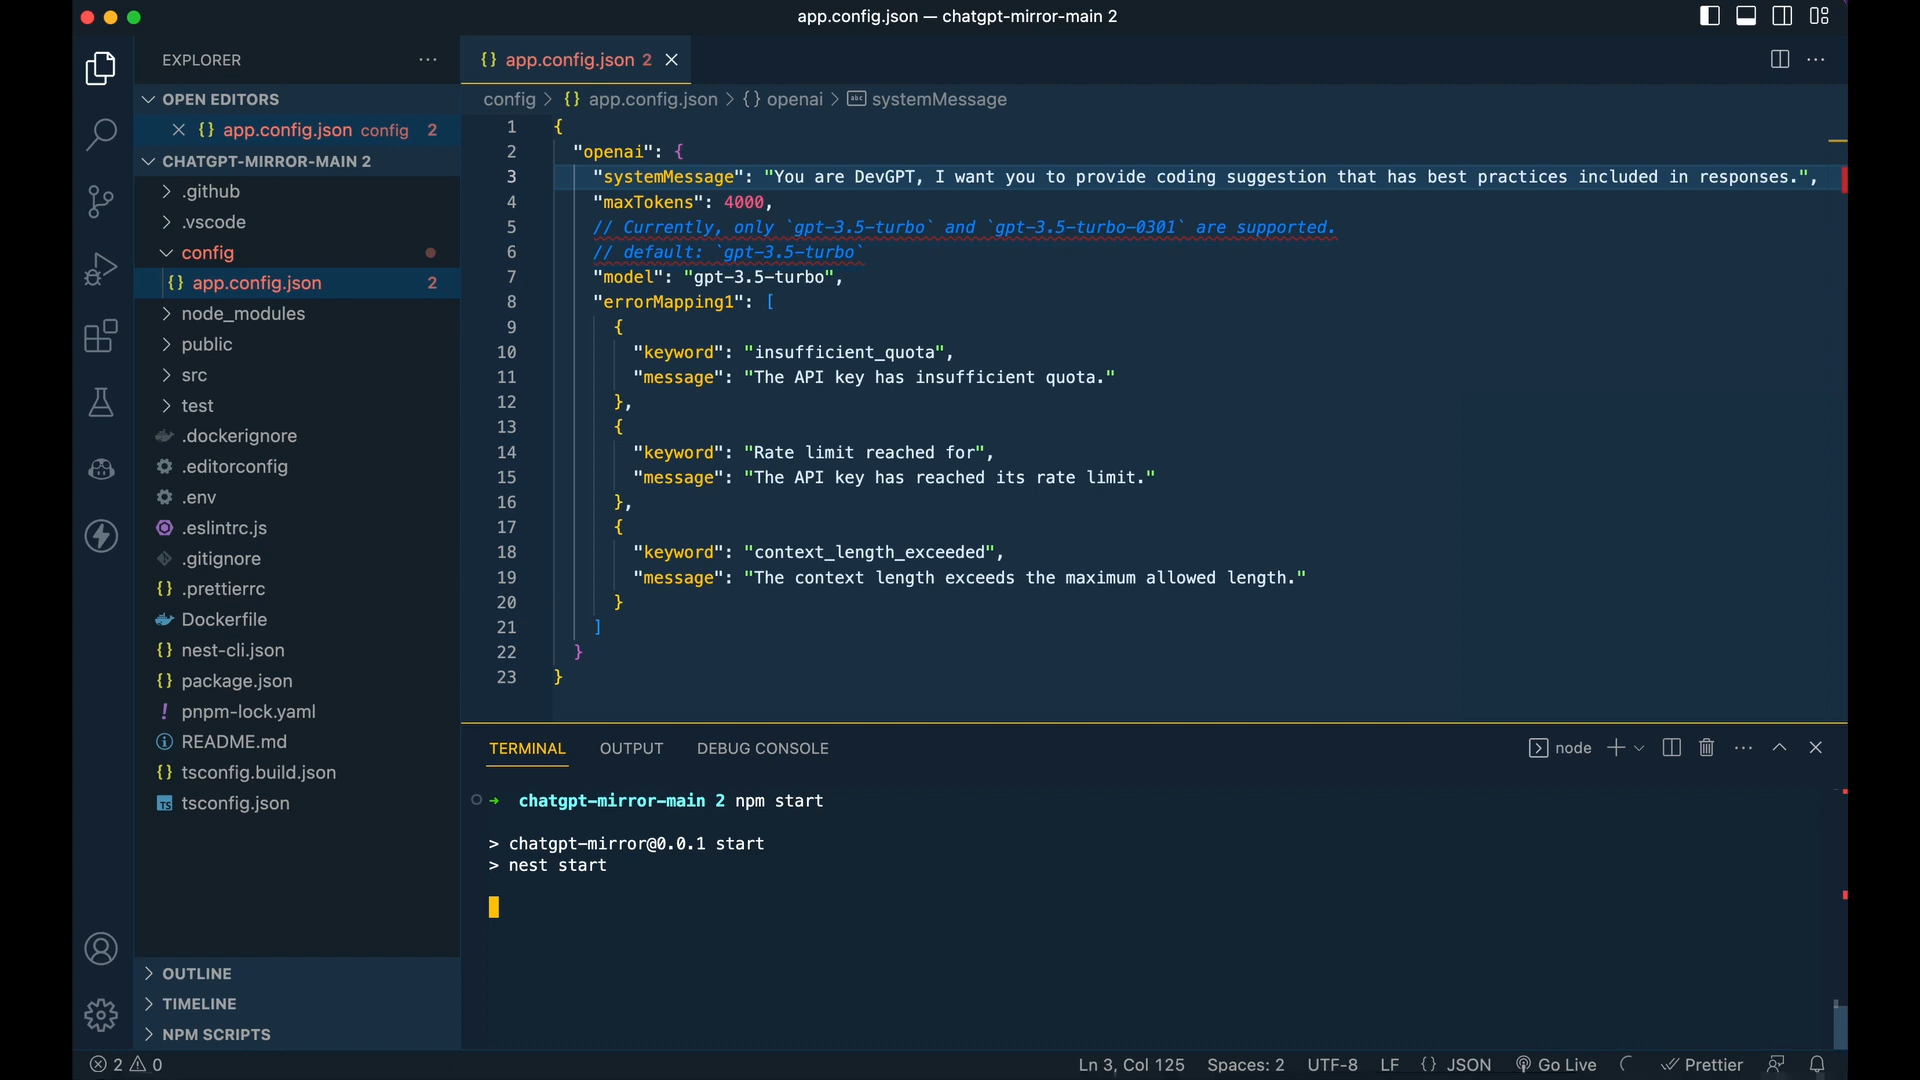 app.config.json — chatgpt-mirror-main 2
EXPLORER
OPEN EDITORS
app.config.json config 2
CHATGPT-MIRROR-MAIN 2
.github
.vscode
config
app.config.json 2
node_modules
public
src
test
.dockerignore
.editorconfig
.env
.eslintrc.js
.gitignore
.prettierrc
Dockerfile
nest-cli.json
package.json
pnpm-lock.yaml
README.md
tsconfig.build.json
tsconfig.json
OUTLINE
TIMELINE
NPM SCRIPTS
{} app.config.json 2
config > {} app.config.json > {} openai > abc systemMessage
1 {
2 "openai": {
3 "systemMessage": "You are DevGPT, I want you to provide coding suggestion that has best practices included in responses.",
4 "maxTokens": 4000,
5 // Currently, only `gpt-3.5-turbo` and `gpt-3.5-turbo-0301` are supported.
6 // default: `gpt-3.5-turbo`
7 "model": "gpt-3.5-turbo",
8 "errorMapping1": [
9 {
10 "keyword": "insufficient_quota",
11 "message": "The API key has insufficient quota."
12 },
13 {
14 "keyword": "Rate limit reached for",
15 "message": "The API key has reached its rate limit."
16 },
17 {
18 "keyword": "context_length_exceeded",
19 "message": "The context length exceeds the maximum allowed length."
20 }
21 ]
22 }
23 }
TERMINAL OUTPUT DEBUG CONSOLE node
➜ chatgpt-mirror-main 2 npm start
> chatgpt-mirror@0.0.1 start
> nest start
2 0 Ln 3, Col 125 Spaces: 2 UTF-8 LF {} JSON Go Live Prettier